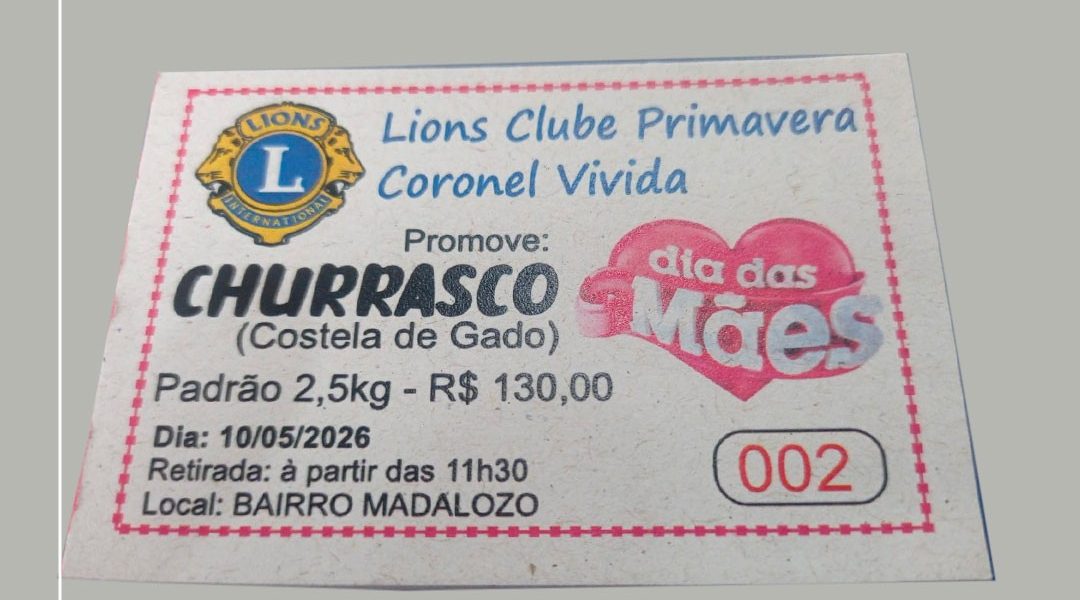 LIONS
L
INTERNATIONAL
Lions Clube Primavera
Coronel Vivida
Promove:
CHURRASCO
(Costela de Gado)
dia das
Mães
Padrão 2,5kg - R$ 130,00
Dia: 10/05/2026
Retirada: à partir das 11h30
Local: BAIRRO MADALOZO
002